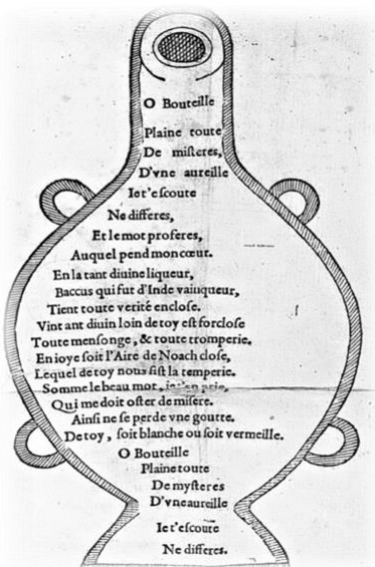 O Bouteille
Plaine toute
De misteres,
D'vne aureille
Ie t'escoute
Ne differes,
Et le mot proferes,
Auquel pend mon cœur.
En la tant diuine liqueur,
Baccus qui fut d'Inde vainqueur,
Tient toute verité enclose.
Vint ant diuin loin de toy est forclose
Toute mensonge, & toute tromperie.
En ioye soit l'Aire de Noach close,
Lequel de toy nous fist la temperie.
Somme le beau mot, ie t'en prie,
Qui me doit oster de misere.
Ainsi ne se perde vne goutte.
De toy, soit blanche ou soit vermeille.
O Bouteille
Plaine toute
De mysteres
D'vne aureille
Ie t'escoute
Ne differes.